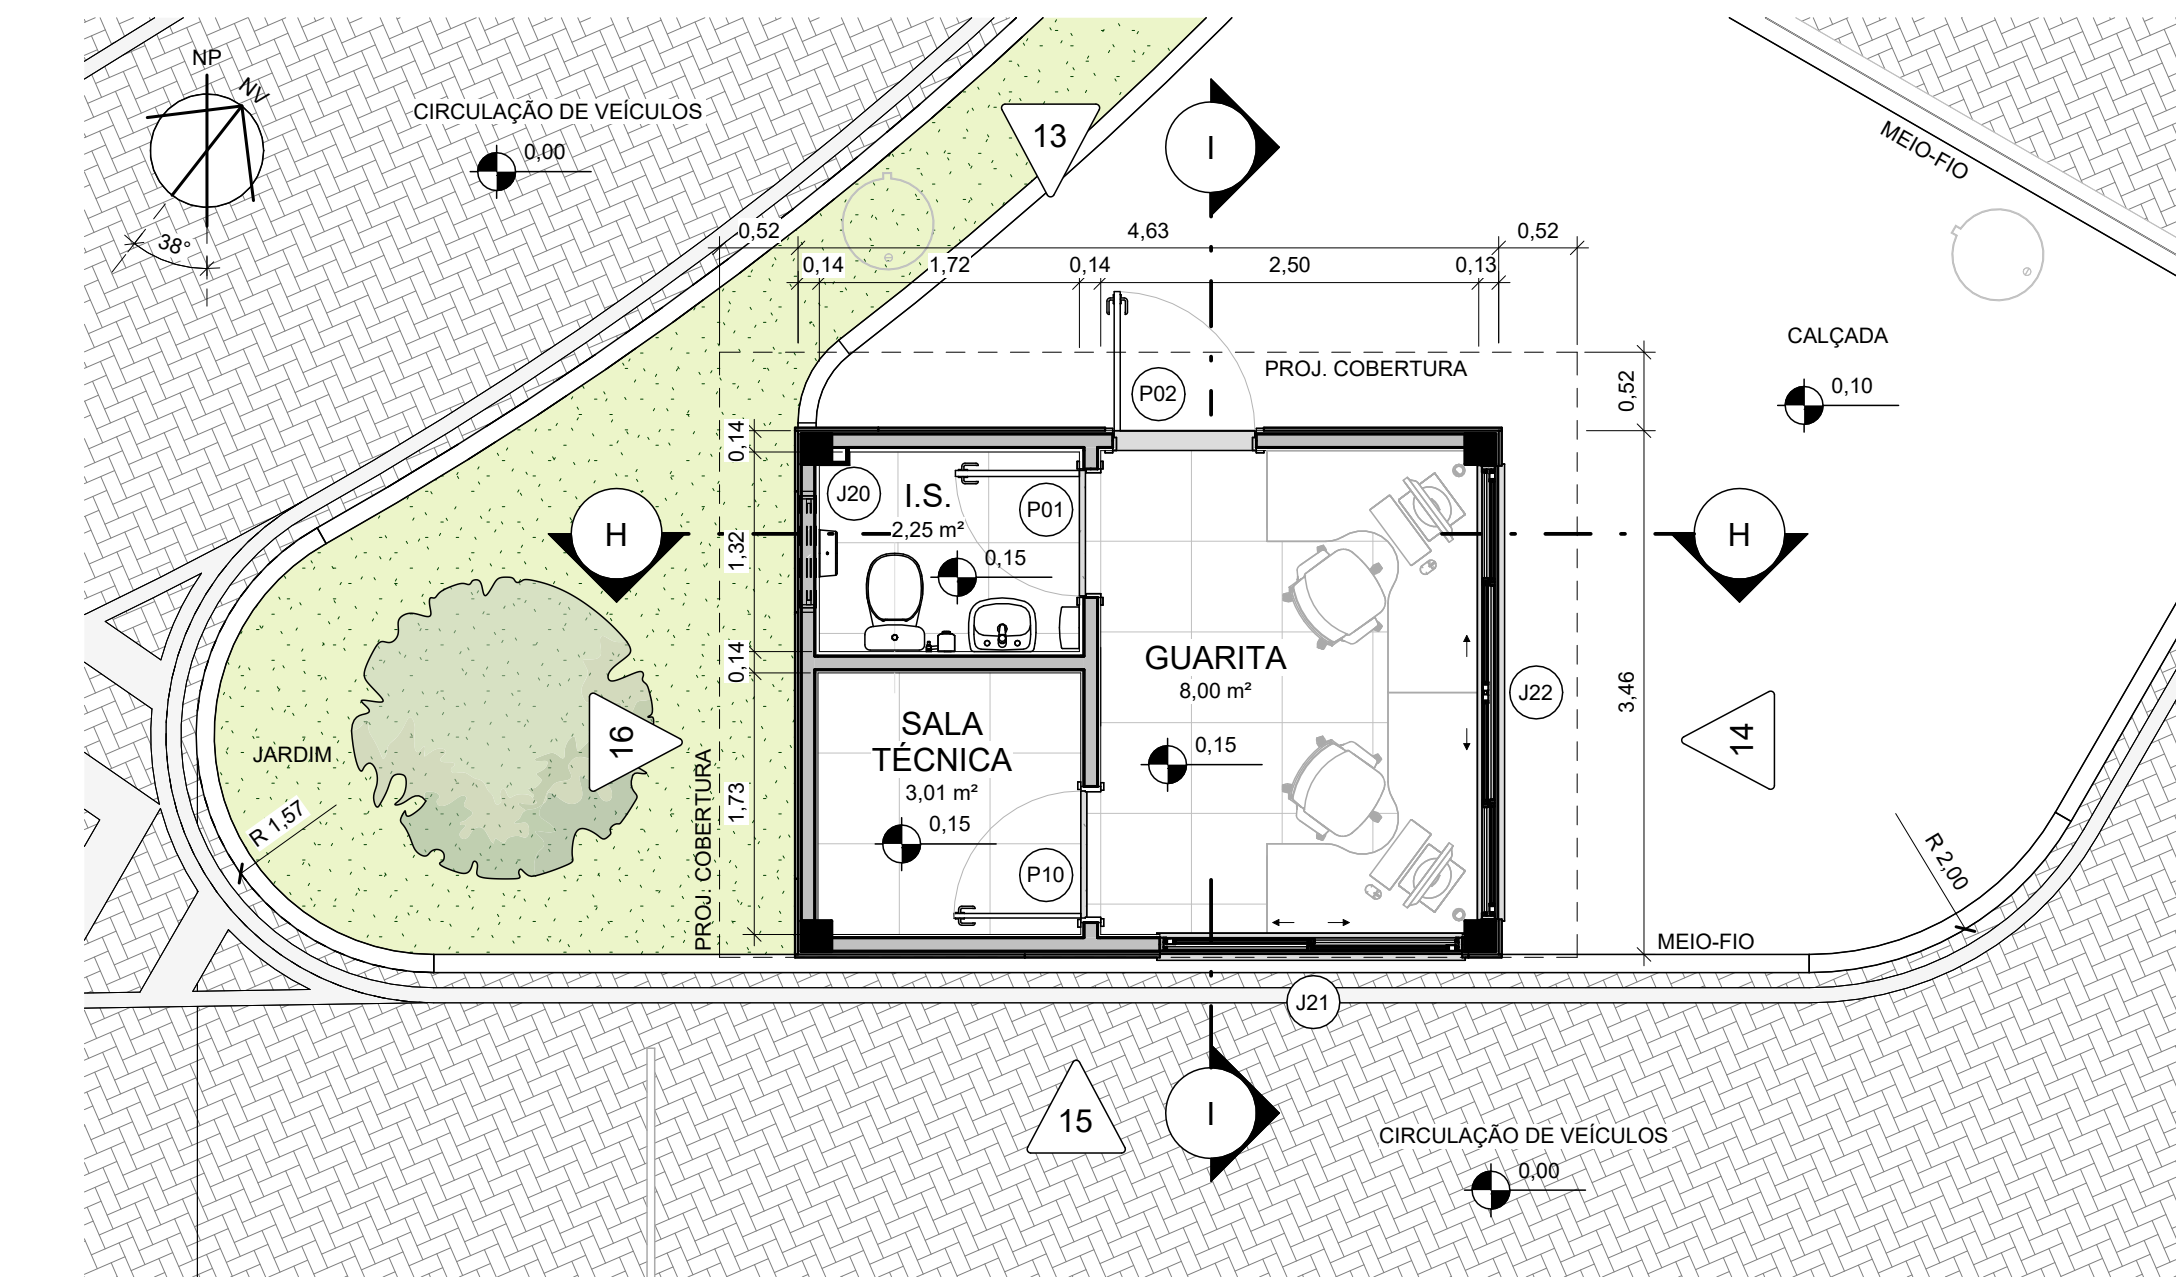 NP
NV
38°
CIRCULAÇÃO DE VEÍCULOS
0,00
13
I
MEIO-FIO
0,52
4,63
0,52
0,14
1,72
0,14
2,50
0,13
CALÇADA
0,10
PROJ. COBERTURA
P02
0,52
0,14
J20
I.S.
2,25 m²
P01
0,15
H
1,32
H
0,14
GUARITA
8,00 m²
0,15
3,46
J22
SALA
TÉCNICA
3,01 m²
0,15
16
14
JARDIM
R 1,57
PROJ. COBERTURA
1,73
P10
R 2,00
MEIO-FIO
J21
15
I
CIRCULAÇÃO DE VEÍCULOS
0,00